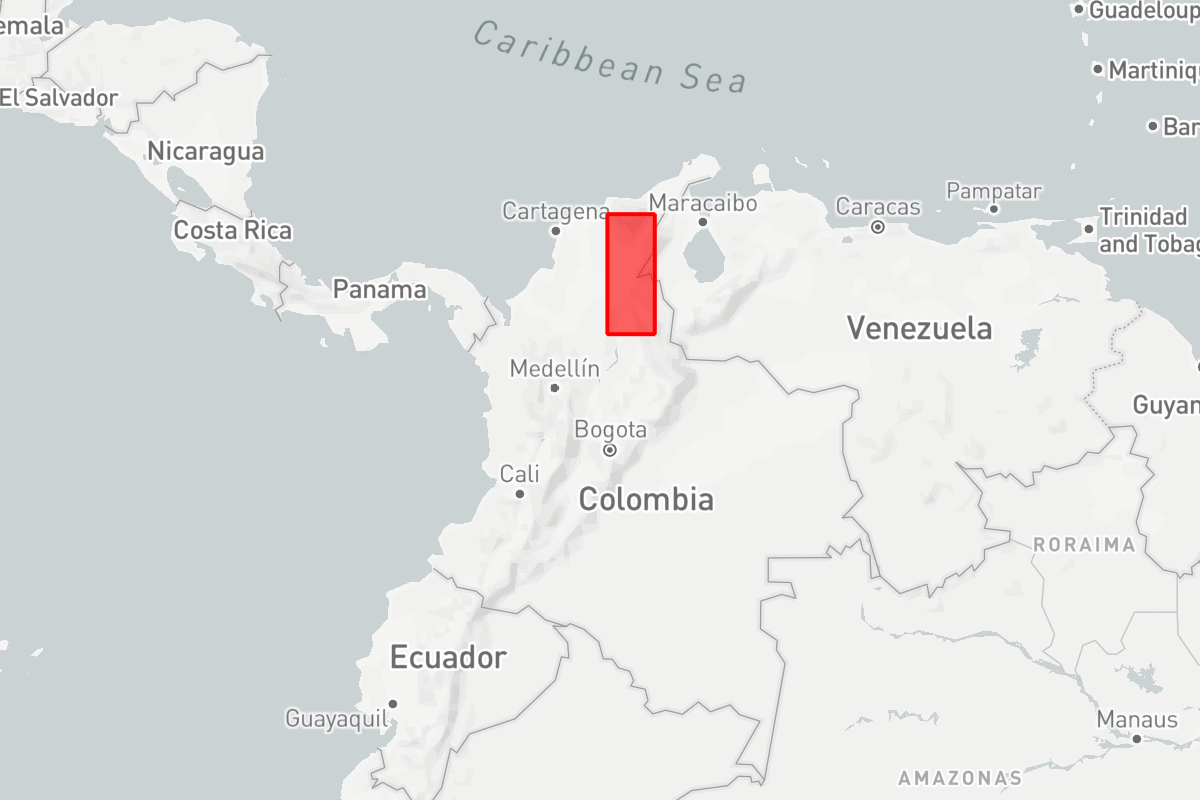 Guadeloup
emala
Caribbean Sea
Martiniqu
El Salvador
Bar
Nicaragua
Pampatar
Cartagena
Maracaibo
Caracas
Trinidad
and Tobag
Costa Rica
Panama
Venezuela
Medellín
Guyan
Bogota
Cali
Colombia
RORAIMA
Ecuador
Guayaquil
Manaus
AMAZONAS